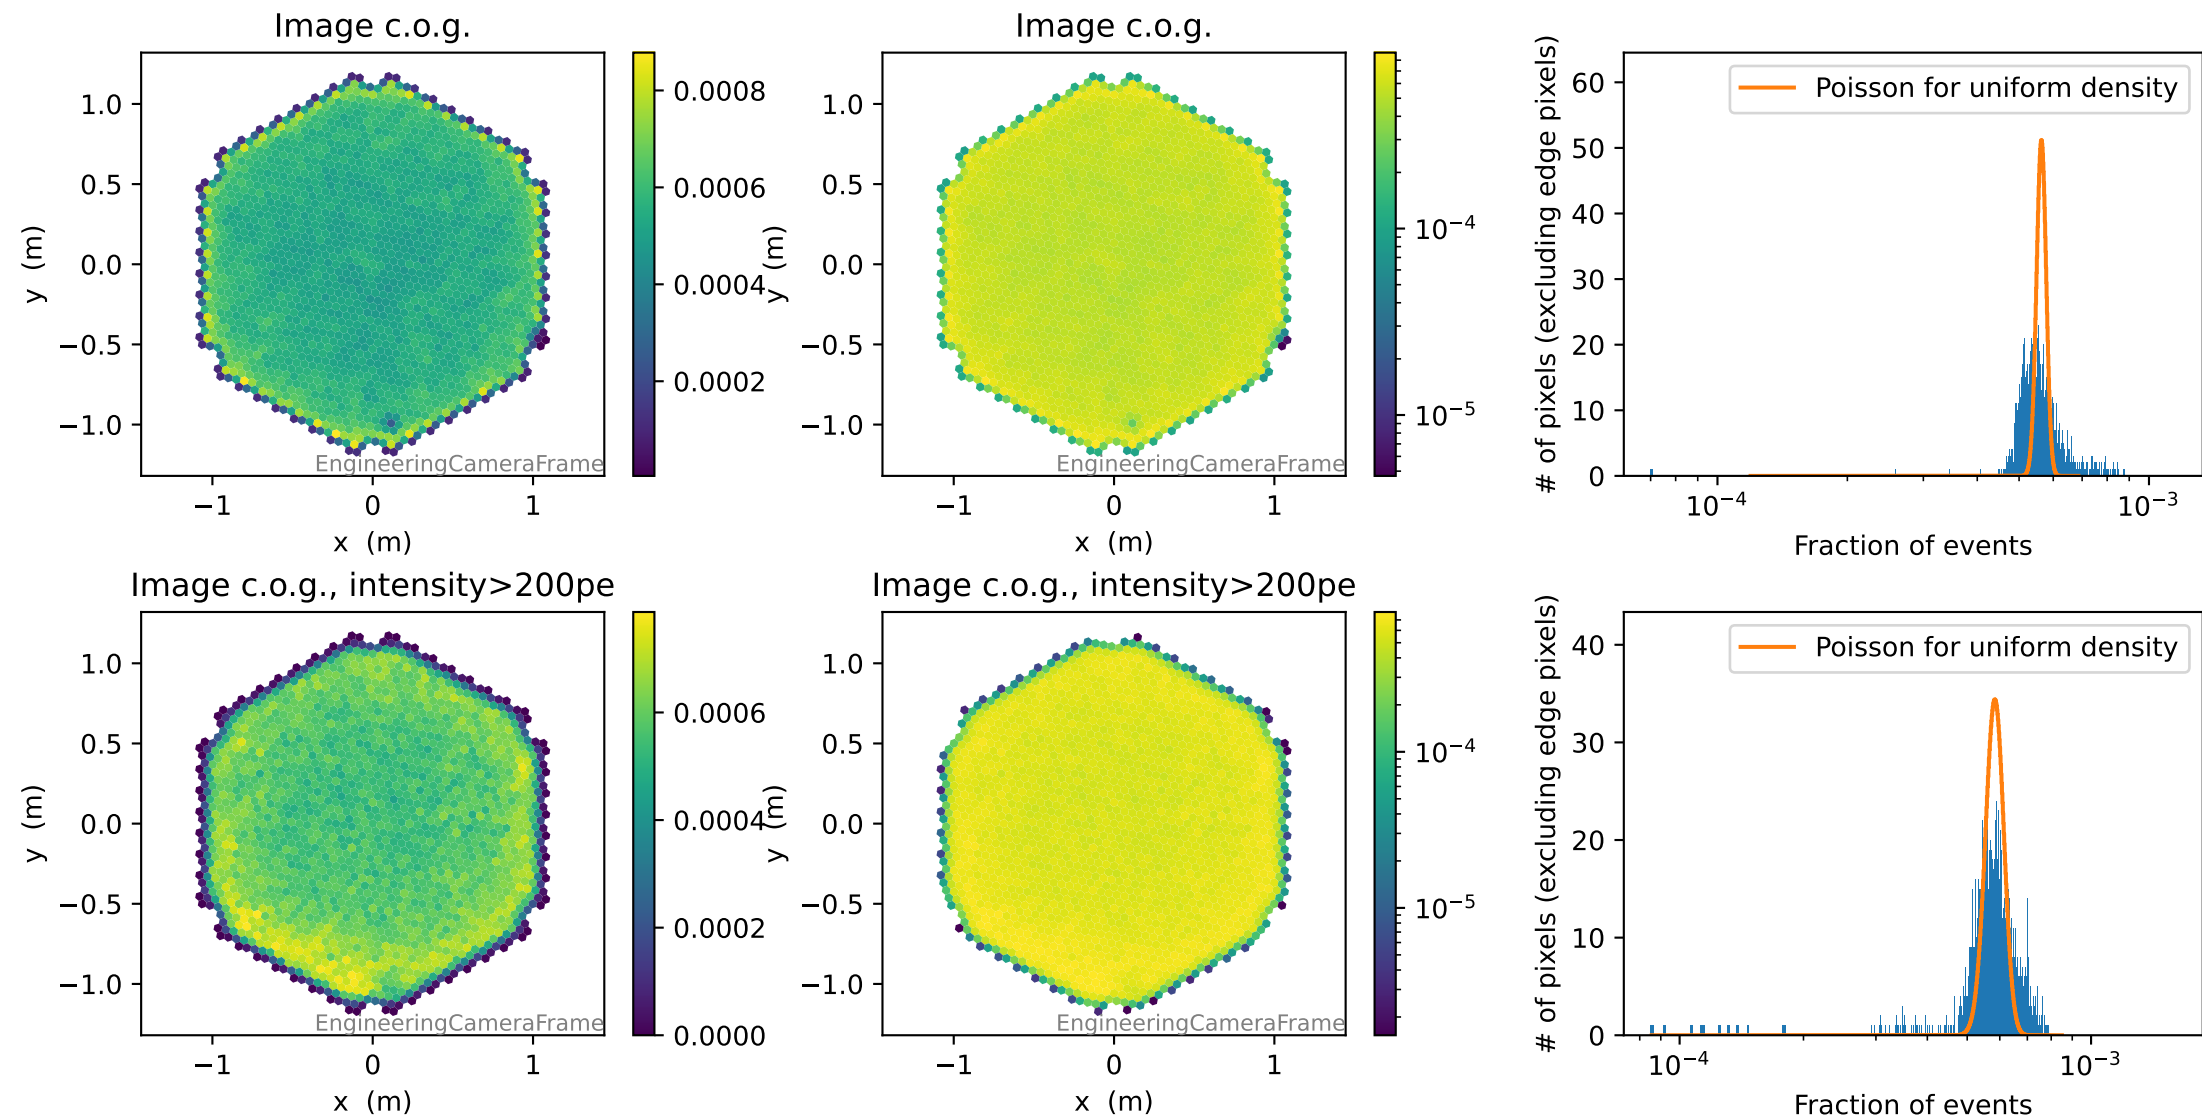 Image c.o.g.
y (m)
1.0
0.5
0.0
−0.5
−1.0
−1
0
1
x (m)
EngineeringCameraFrame
0.0008
0.0006
0.0004
0.0002
Image c.o.g.
y (m)
1.0
0.5
0.0
−0.5
−1.0
−1
0
1
x (m)
EngineeringCameraFrame
10−4
10−5
# of pixels (excluding edge pixels)
60
50
40
30
20
10
0
Poisson for uniform density
10−4
10−3
Fraction of events
Image c.o.g., intensity>200pe
y (m)
1.0
0.5
0.0
−0.5
−1.0
−1
0
1
x (m)
EngineeringCameraFrame
0.0006
0.0004
0.0002
0.0000
Image c.o.g., intensity>200pe
y (m)
1.0
0.5
0.0
−0.5
−1.0
−1
0
1
x (m)
EngineeringCameraFrame
10−4
10−5
# of pixels (excluding edge pixels)
40
30
20
10
0
Poisson for uniform density
10−4
10−3
Fraction of events